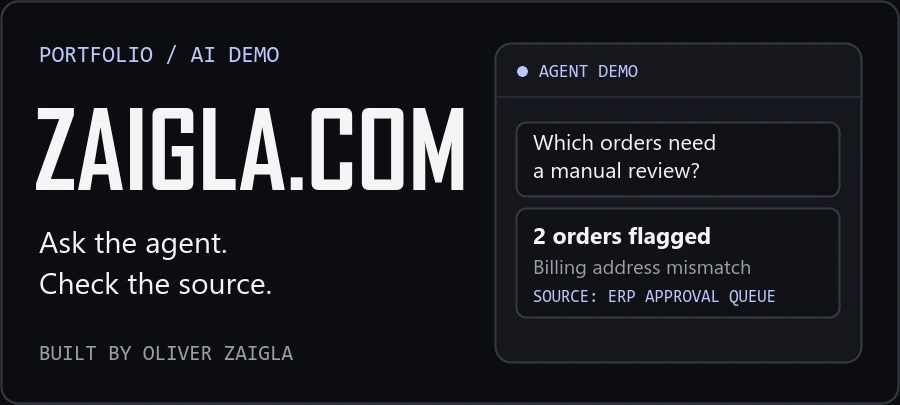 PORTFOLIO / AI DEMO
ZAIGLA.COM
Ask the agent.
Check the source.
BUILT BY OLIVER ZAIGLA
AGENT DEMO
Which orders need
a manual review?
2 orders flagged
Billing address mismatch
SOURCE: ERP APPROVAL QUEUE